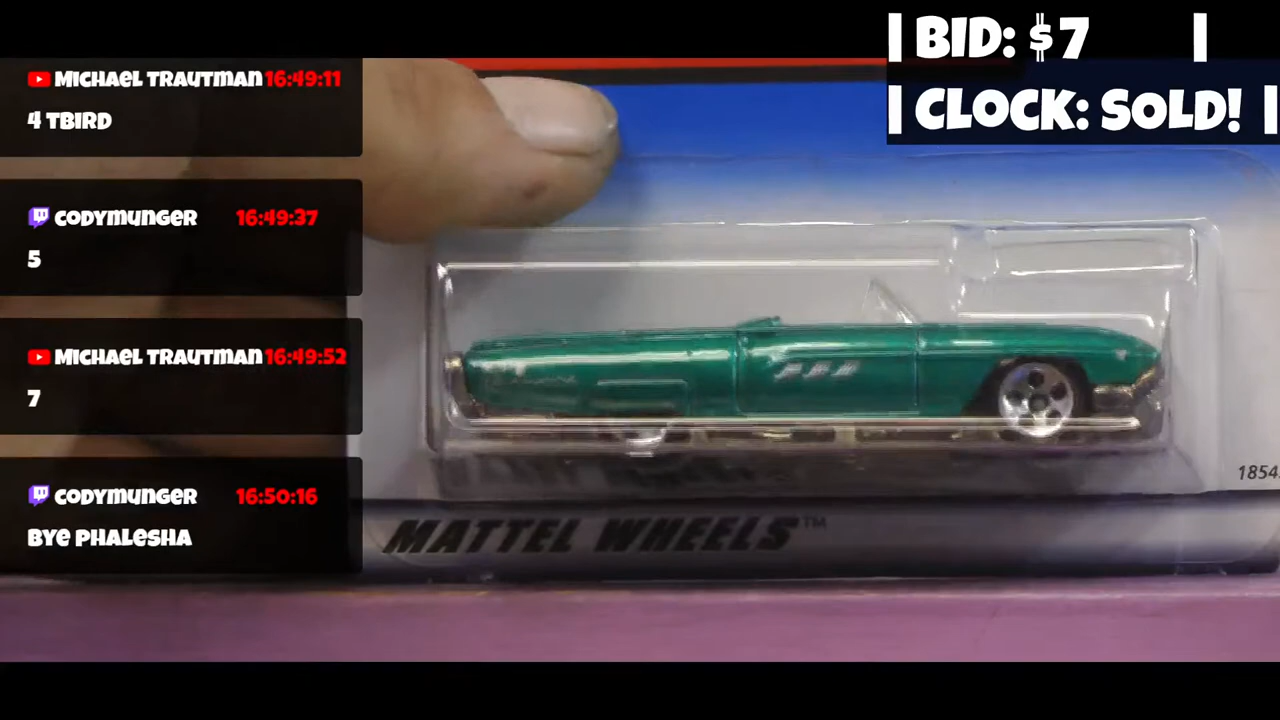 | BID: $7 |
| CLOCK: SOLD! |
MICHAEL TRAUTMAN 16:49:11
4 TBIRD
CODYMUNGER 16:49:37
5
MICHAEL TRAUTMAN 16:49:52
7
CODYMUNGER 16:50:16
BYE PHALESHA
MATTEL WHEELS™